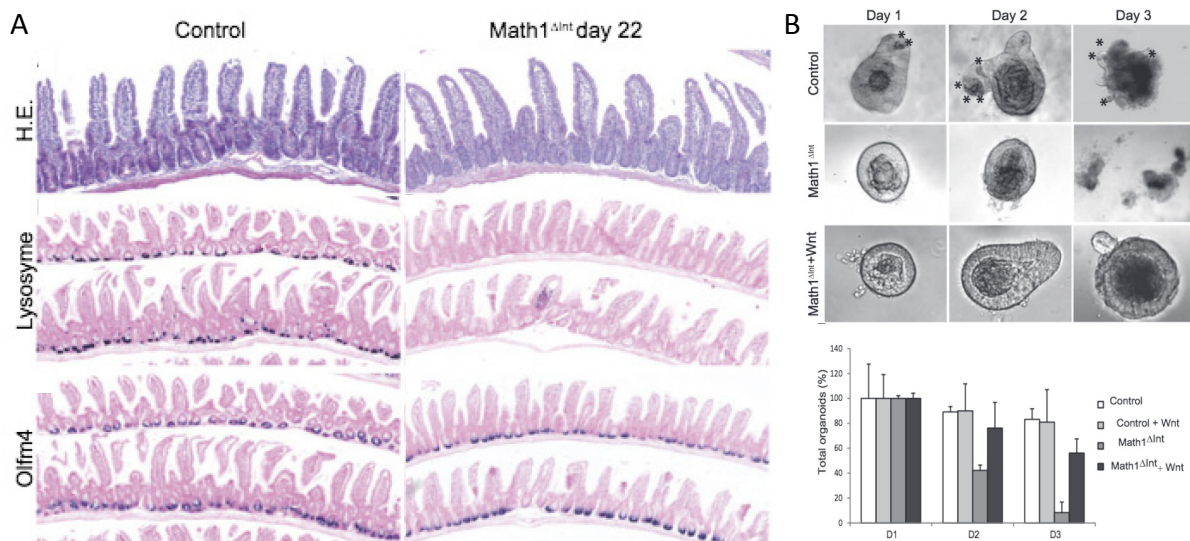 A
Control
Math1ΔInt day 22
H.E.
Lysosyme
Olfm4
B
Day 1
Day 2
Day 3
Control
* * * * * * * * *
Math1ΔInt
Math1ΔInt+Wnt
Total organoids (%)
140
120
100
80
60
40
20
0
D1
D2
D3
Control
Control + Wnt
Math1ΔInt
Math1ΔInt + Wnt